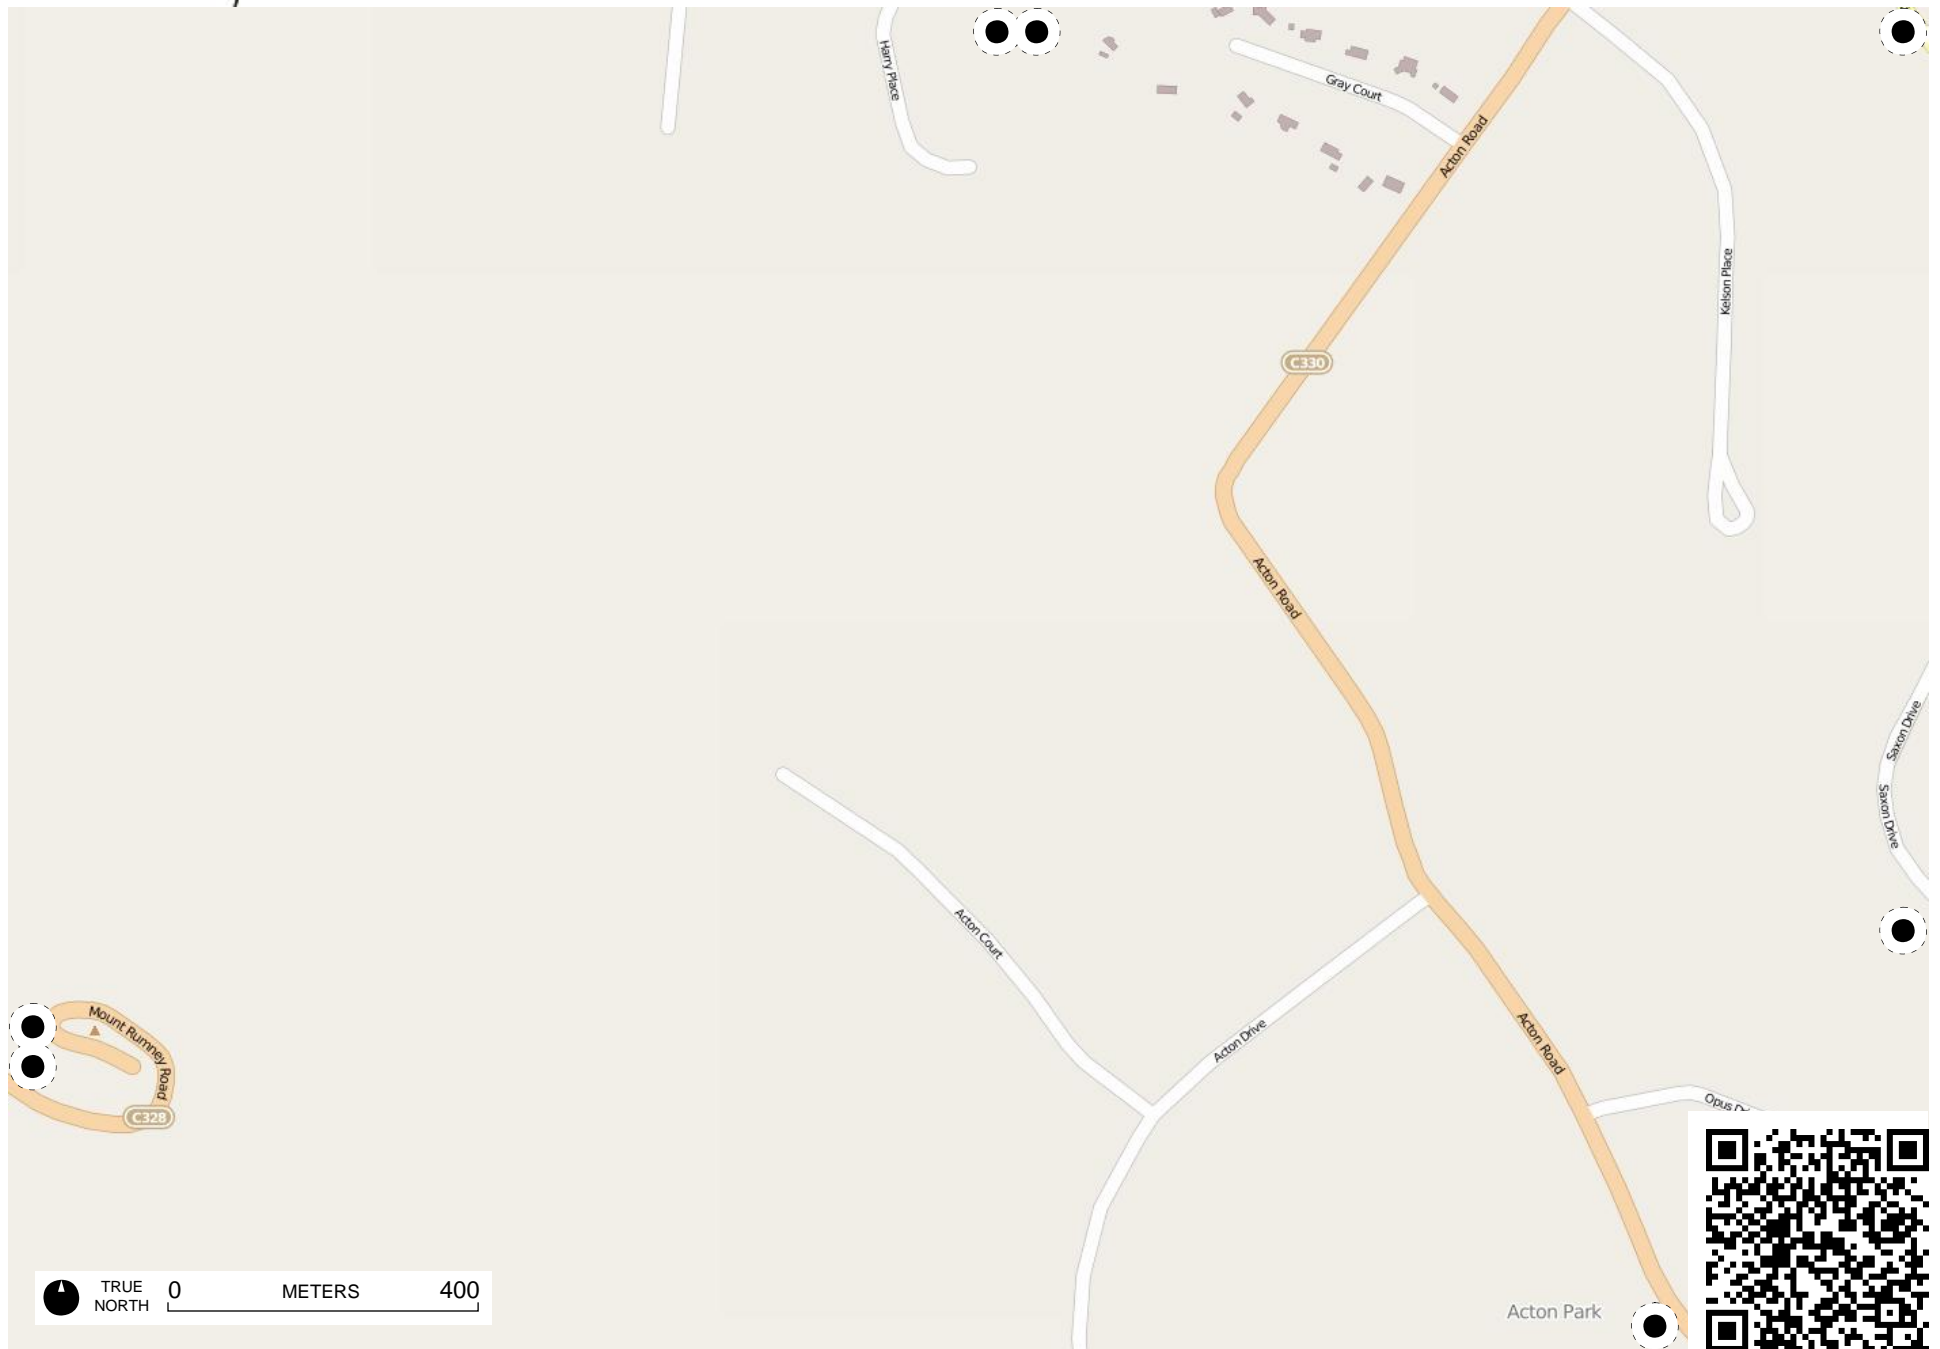 Harry Place
Gray Court
Acton Road
Kelson Place
C330
Acton Road
Saxon Drive
Saxon Drive
Acton Court
Mount Rumney Road
Acton Drive
Acton Road
C328
Opus
TRUE NORTH
0 METERS 400
Acton Park